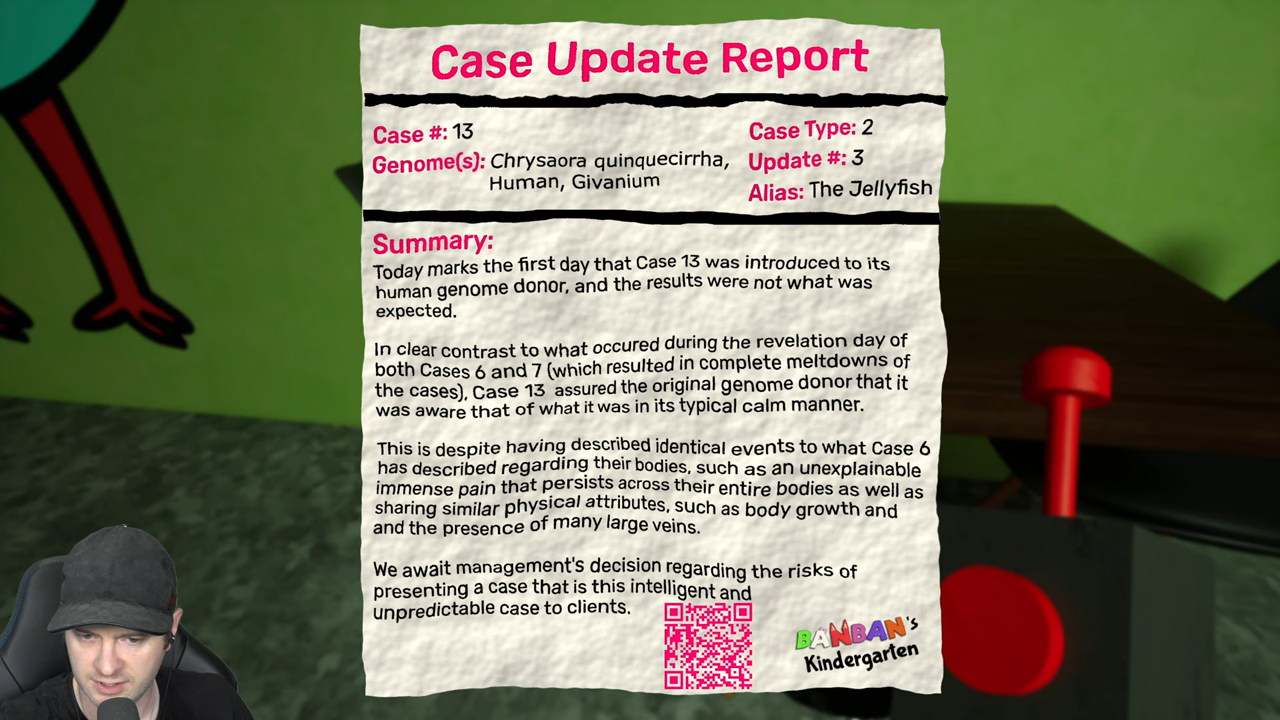 Case Update Report
Case #: 13
Genome(s): Chrysaora quinquecirrha,
Human, Givanium
Case Type: 2
Update #: 3
Alias: The Jellyfish
Summary:
Today marks the first day that Case 13 was introduced to its
human genome donor, and the results were not what was
expected.
In clear contrast to what occured during the revelation day of
both Cases 6 and 7 (which resulted in complete meltdowns of
the cases), Case 13 assured the original genome donor that it
was aware that of what it was in its typical calm manner.
This is despite having described identical events to what Case 6
has described regarding their bodies, such as an unexplainable
immense pain that persists across their entire bodies as well as
sharing similar physical attributes, such as body growth and
and the presence of many large veins.
We await management's decision regarding the risks of
presenting a case that is this intelligent and
unpredictable case to clients.
BANBAN's
Kindergarten